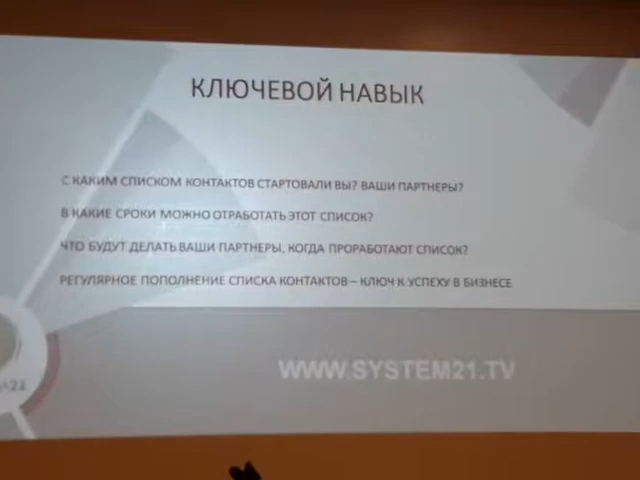 КЛЮЧЕВОЙ НАВЫК
С КАКИМ СПИСКОМ КОНТАКТОВ СТАРТОВАЛИ ВЫ? ВАШИ ПАРТНЕРЫ?
В КАКИЕ СРОКИ МОЖНО ОТРАБОТАТЬ ЭТОТ СПИСОК?
ЧТО БУДУТ ДЕЛАТЬ ВАШИ ПАРТНЕРЫ, КОГДА ПРОРАБОТАЮТ СПИСОК?
РЕГУЛЯРНОЕ ПОПОЛНЕНИЕ СПИСКА КОНТАКТОВ – КЛЮЧ К УСПЕХУ В БИЗНЕСЕ
WWW.SYSTEM21.TV